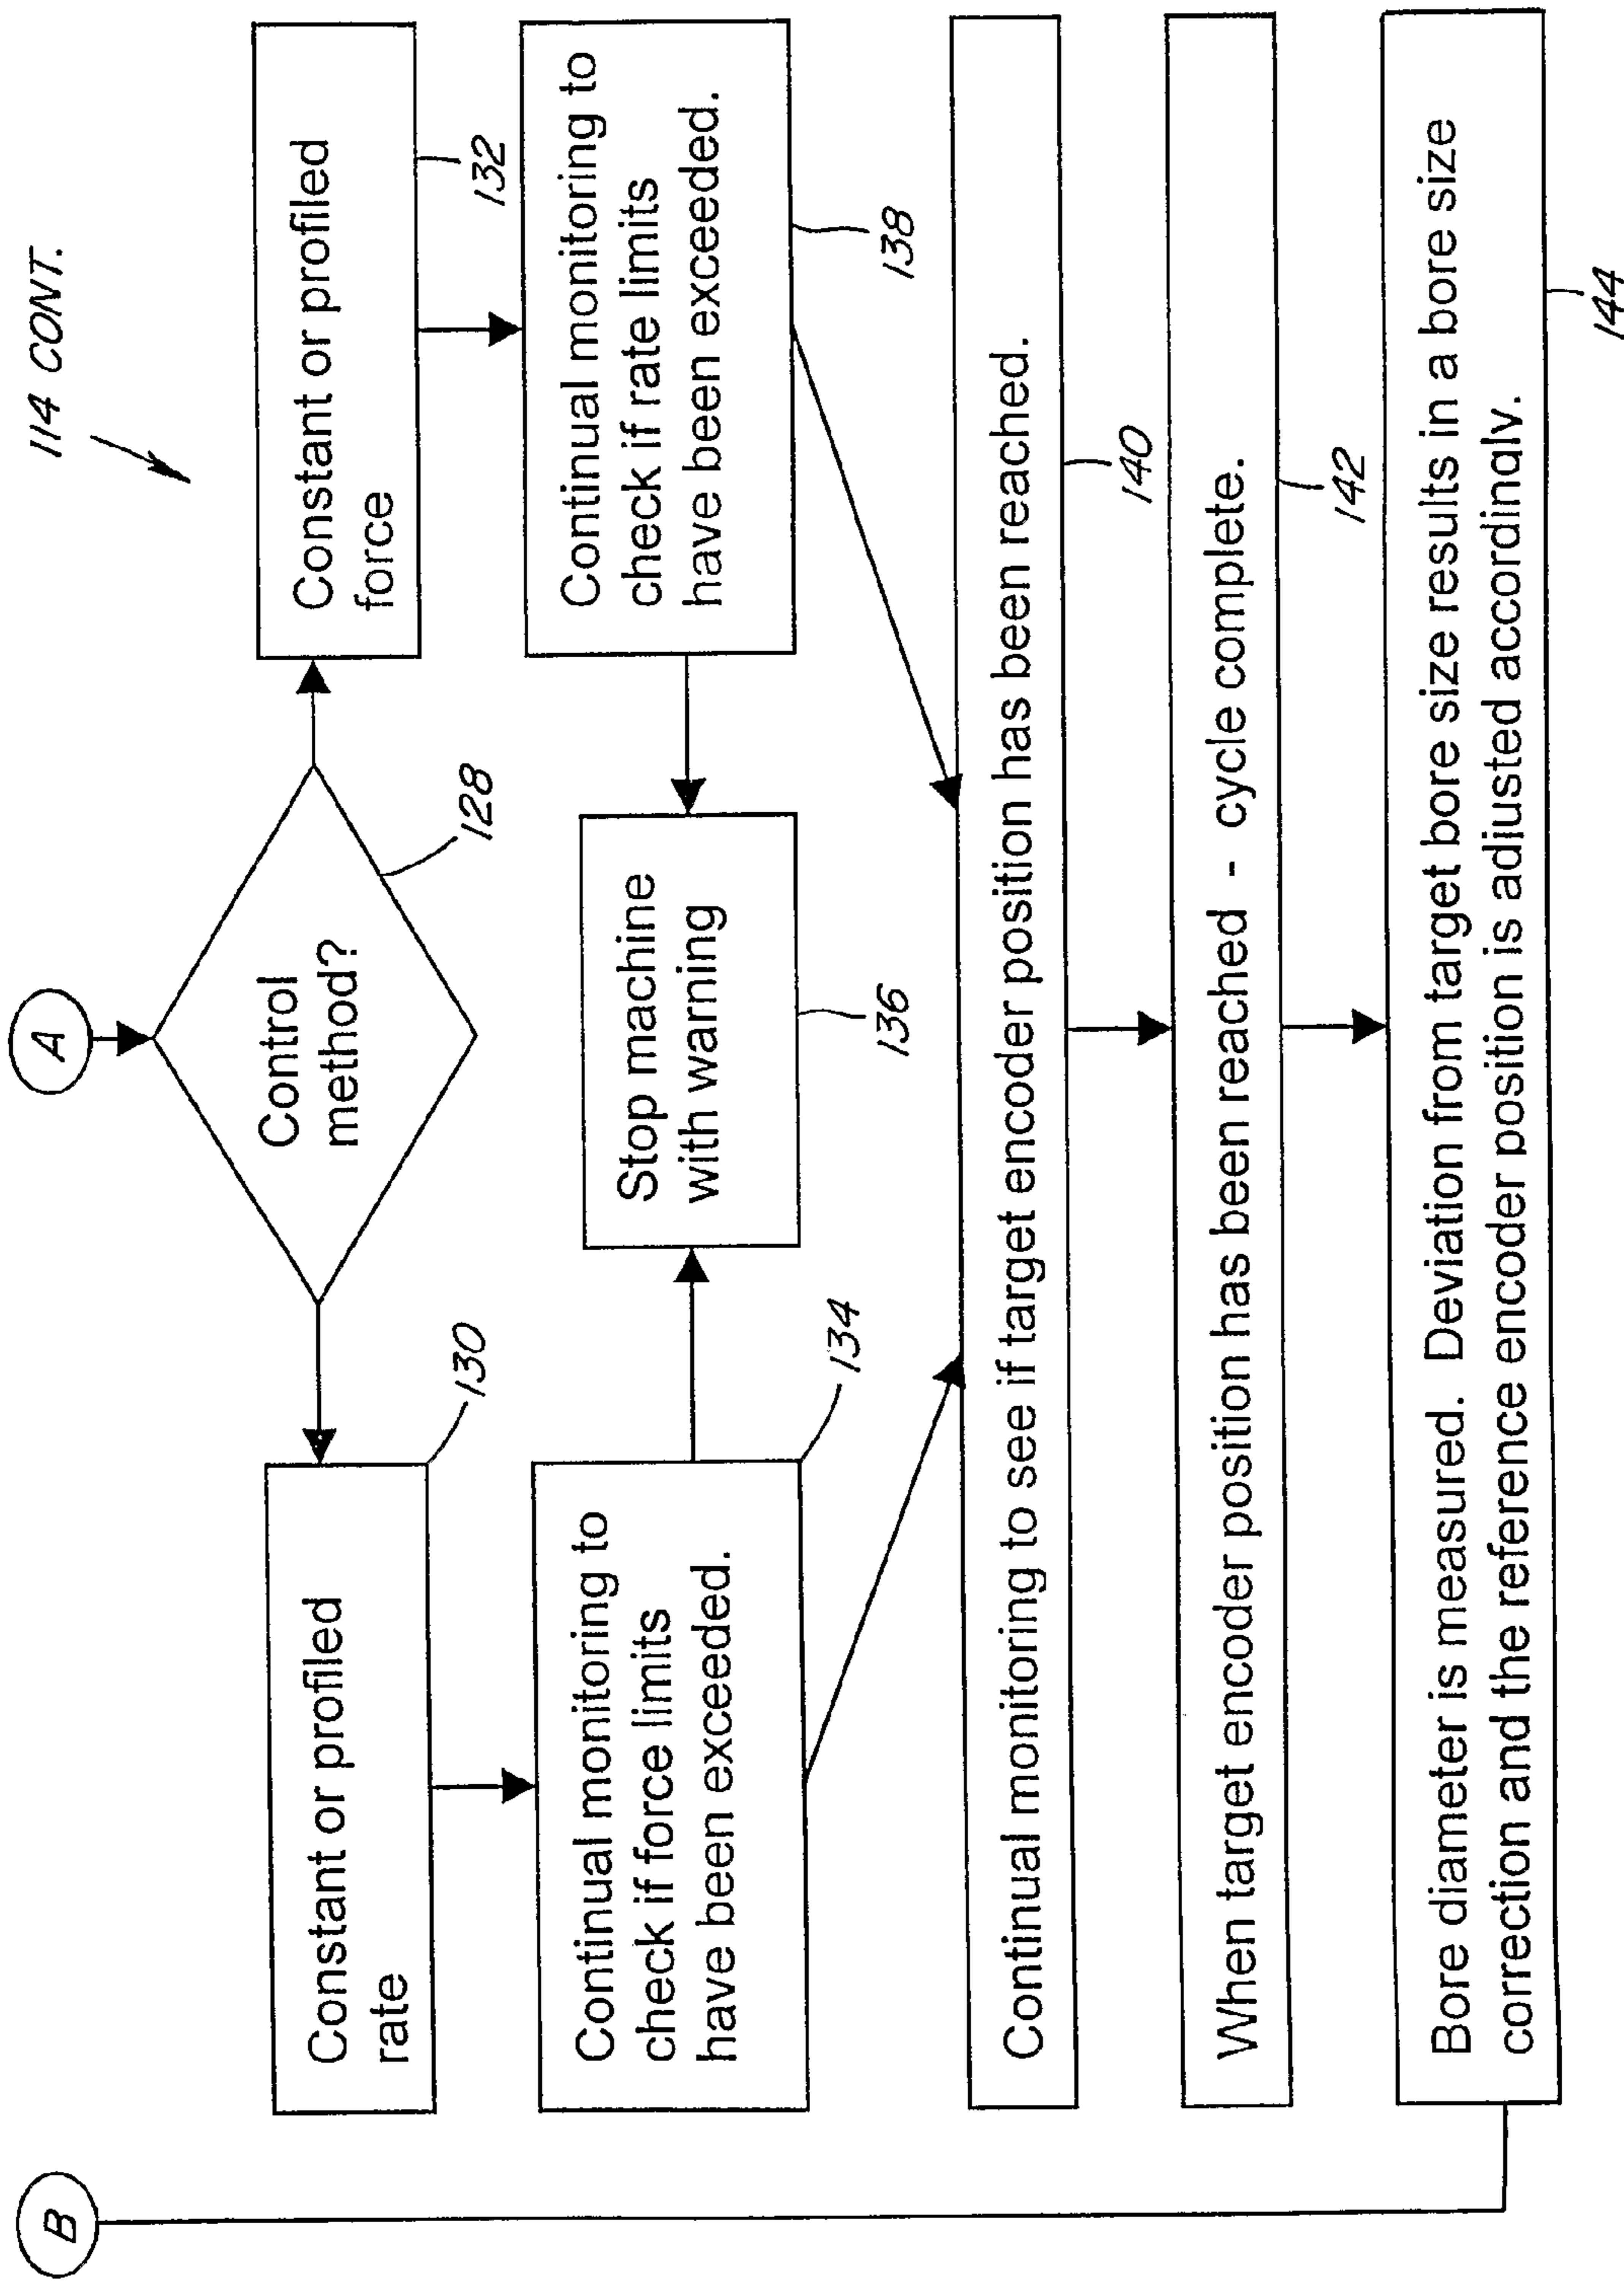 114 CONT.
A
B
Control
method?
128
Constant or profiled
rate
130
Constant or profiled
force
132
Continual monitoring to
check if force limits
have been exceeded.
134
Stop machine
with warning
136
Continual monitoring to
check if rate limits
have been exceeded.
138
Continual monitoring to see if target encoder position has been reached.
140
When target encoder position has been reached - cycle complete.
142
Bore diameter is measured. Deviation from target bore size results in a bore size
correction and the reference encoder position is adjusted accordingly.
144